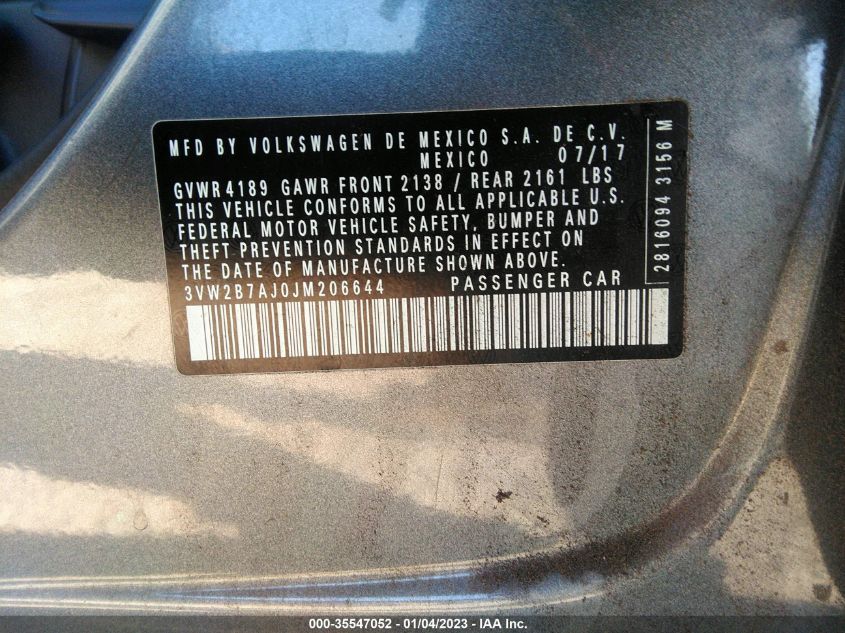 MFD BY VOLKSWAGEN DE MEXICO S.A. DE C.V.
MEXICO 07/17
GVWR 4189 GAWR FRONT 2138 / REAR 2161 LBS
THIS VEHICLE CONFORMS TO ALL APPLICABLE U.S.
FEDERAL MOTOR VEHICLE SAFETY, BUMPER AND
THEFT PREVENTION STANDARDS IN EFFECT ON
THE DATE OF MANUFACTURE SHOWN ABOVE.
3VW2B7AJ0JM206644 PASSENGER CAR
2816094 3156 M
000-35547052 - 01/04/2023 - © IAA Inc.